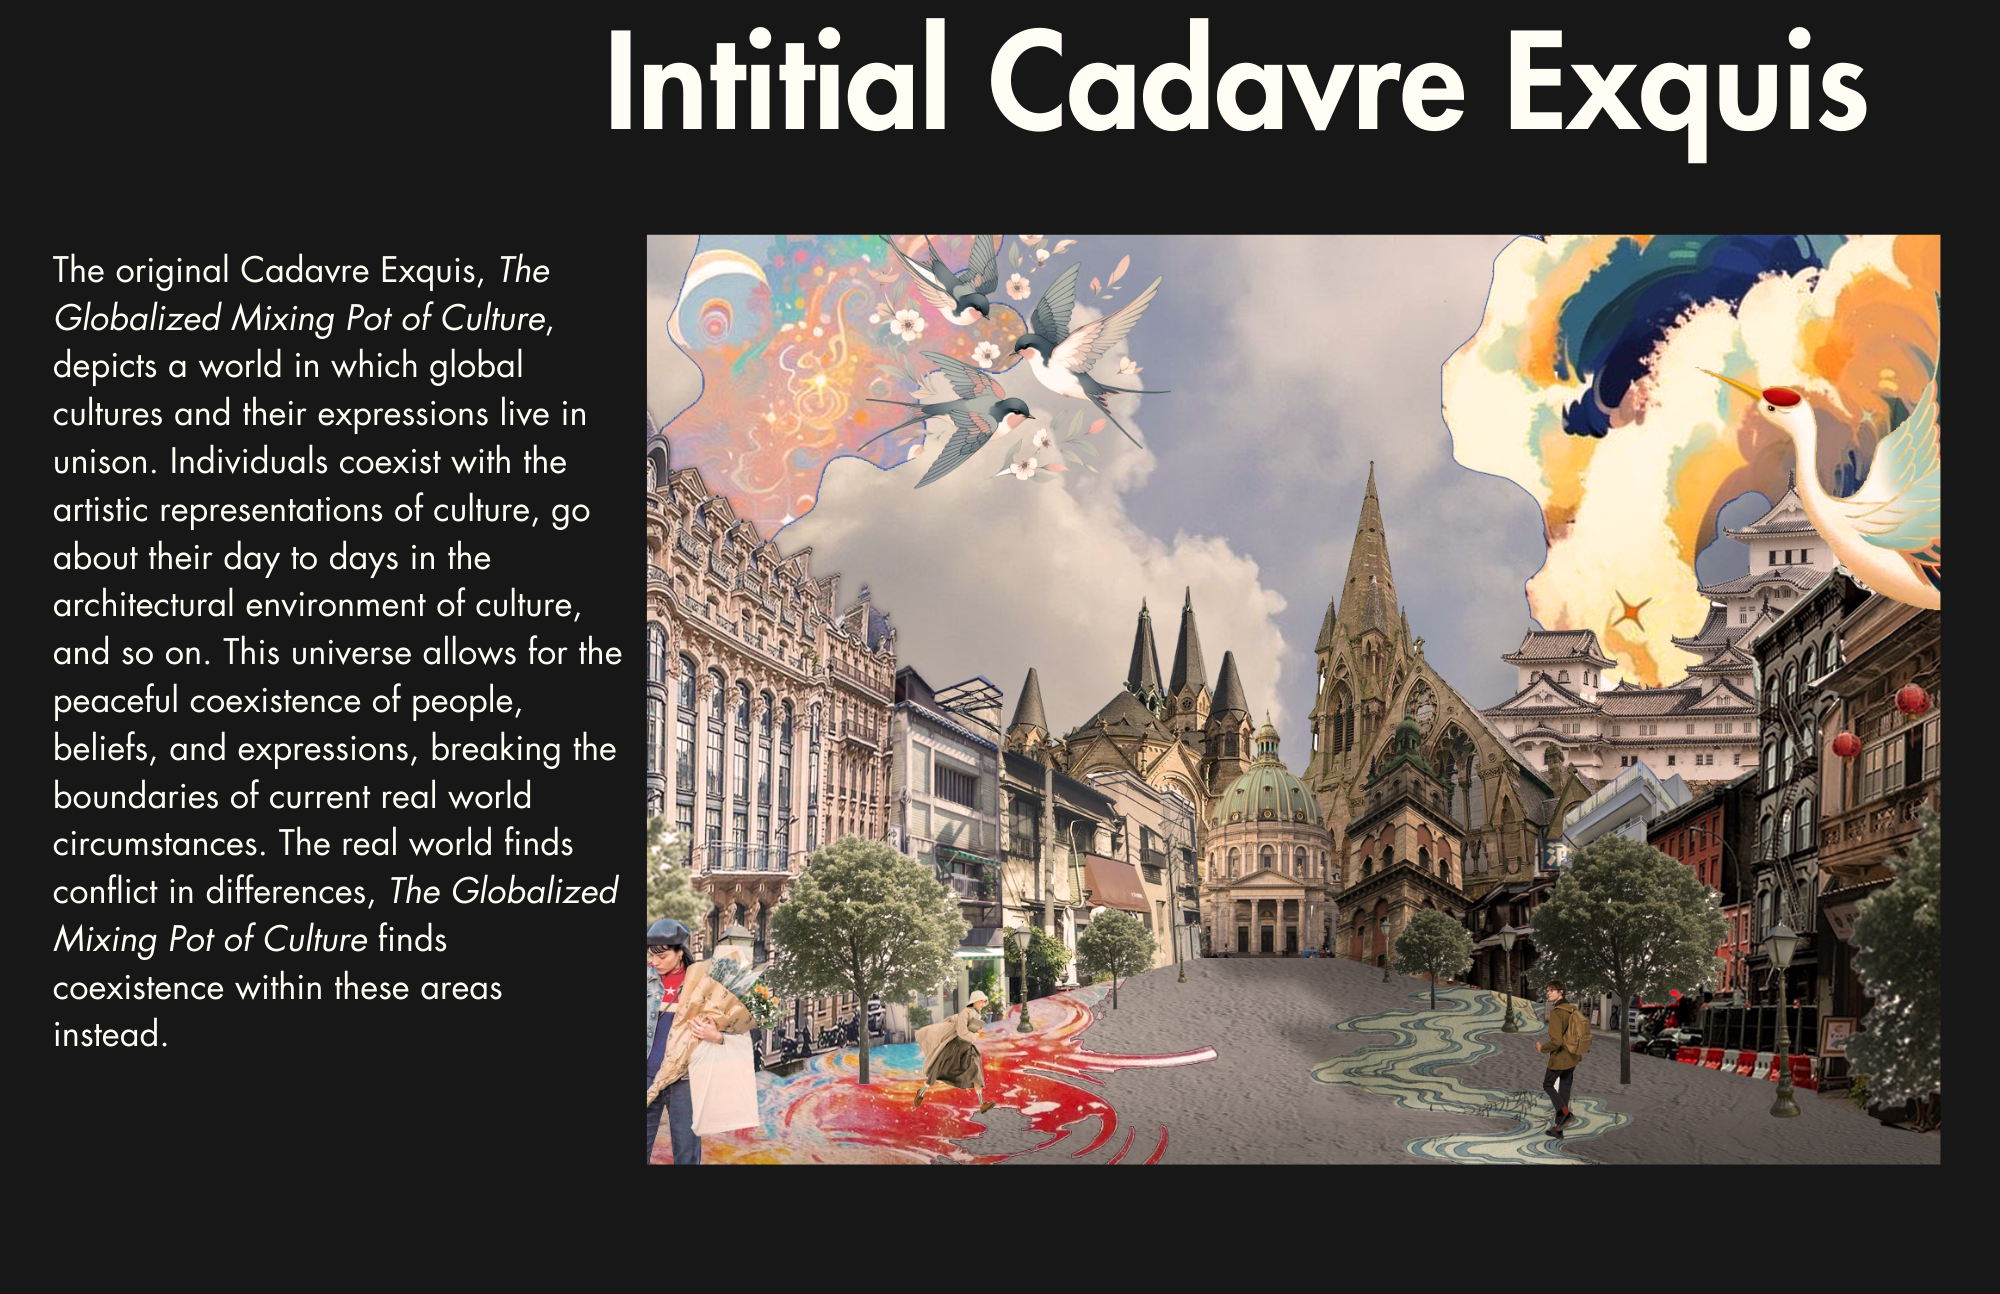 Intitial Cadavre Exquis
The original Cadavre Exquis, The
Globalized Mixing Pot of Culture,
depicts a world in which global
cultures and their expressions live in
unison. Individuals coexist with the
artistic representations of culture, go
about their day to days in the
architectural environment of culture,
and so on. This universe allows for the
peaceful coexistence of people,
beliefs, and expressions, breaking the
boundaries of current real world
circumstances. The real world finds
conflict in differences, The Globalized
Mixing Pot of Culture finds
coexistence within these areas
instead.